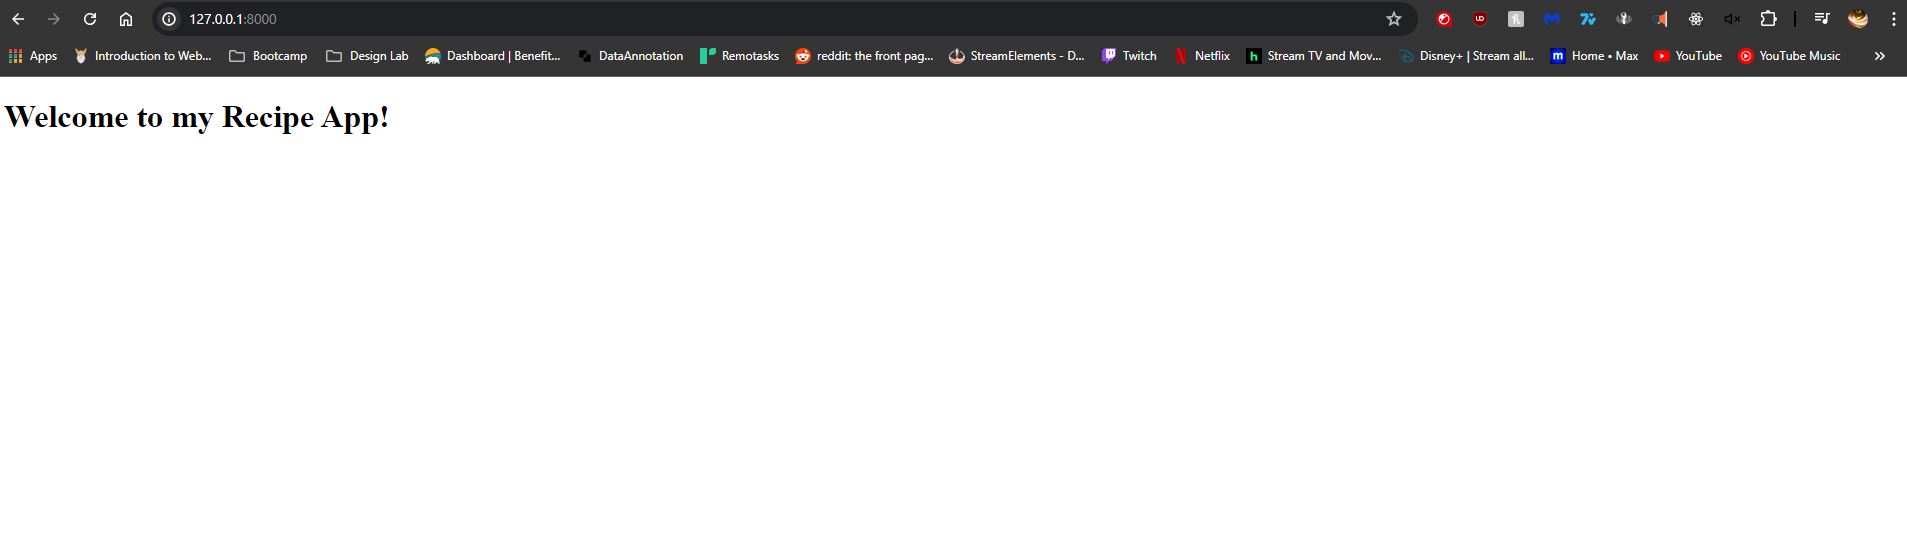 127.0.0.1:8000
Apps Introduction to Web... Bootcamp Design Lab Dashboard | Benefit... DataAnnotation Remotasks reddit: the front pag... StreamElements - D... Twitch Netflix Stream TV and Mov... Disney+ | Stream all... Home • Max YouTube YouTube Music
Welcome to my Recipe App!